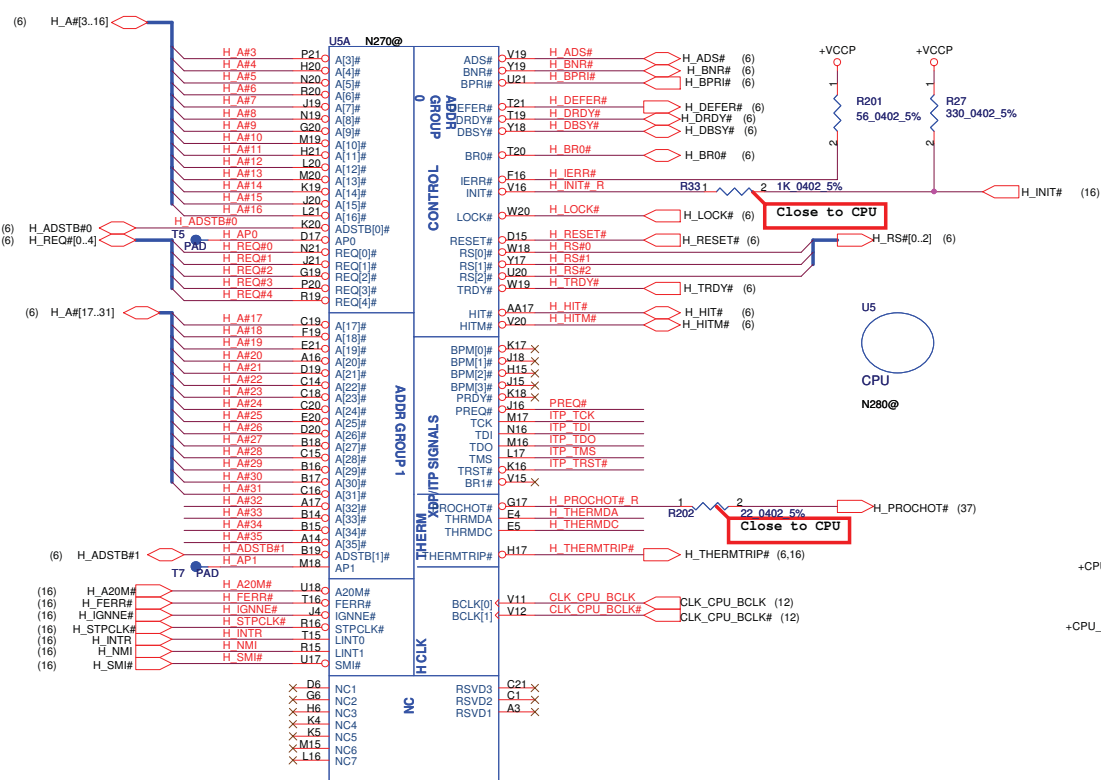 (6) H_A#[3..16]
U5A N270@
H_A#3 P21 A[3]#
H_A#4 H20 A[4]#
H_A#5 N20 A[5]#
H_A#6 R20 A[6]#
H_A#7 J19 A[7]#
H_A#8 N19 A[8]#
H_A#9 G20 A[9]#
H_A#10 M19 A[10]#
H_A#11 H21 A[11]#
H_A#12 L20 A[12]#
H_A#13 M20 A[13]#
H_A#14 K19 A[14]#
H_A#15 J20 A[15]#
H_A#16 L21 A[16]#
(6) H_ADSTB#0 H_ADSTB#0 K20 ADSTB[0]#
T5 PAD H_AP0 D17 AP0
(6) H_REQ#[0..4]
H_REQ#0 N21 REQ[0]#
H_REQ#1 J21 REQ[1]#
H_REQ#2 G19 REQ[2]#
H_REQ#3 P20 REQ[3]#
H_REQ#4 R19 REQ[4]#
ADDR GROUP 0
CONTROL
(6) H_A#[17..31]
H_A#17 C19 A[17]#
H_A#18 F19 A[18]#
H_A#19 E21 A[19]#
H_A#20 A16 A[20]#
H_A#21 D19 A[21]#
H_A#22 C14 A[22]#
H_A#23 C18 A[23]#
H_A#24 C20 A[24]#
H_A#25 E20 A[25]#
H_A#26 D20 A[26]#
H_A#27 B18 A[27]#
H_A#28 C15 A[28]#
H_A#29 B16 A[29]#
H_A#30 B17 A[30]#
H_A#31 C16 A[31]#
H_A#32 A17 A[32]#
H_A#33 B14 A[33]#
H_A#34 B15 A[34]#
H_A#35 A14 A[35]#
(6) H_ADSTB#1 H_ADSTB#1 B19 ADSTB[1]#
T7 PAD H_AP1 M18 AP1
ADDR GROUP 1
(16) H_A20M# H_A20M# U18 A20M#
(16) H_FERR# H_FERR# T16 FERR#
(16) H_IGNNE# H_IGNNE# J4 IGNNE#
(16) H_STPCLK# H_STPCLK# R16 STPCLK#
(16) H_INTR H_INTR T15 LINT0
(16) H_NMI H_NMI R15 LINT1
(16) H_SMI# H_SMI# U17 SMI#
D6 NC1
G6 NC2
H6 NC3
K4 NC4
K5 NC5
M15 NC6
L16 NC7
NC
ADS# V19 H_ADS# H_ADS# (6)
BNR# Y19 H_BNR# H_BNR# (6)
BPRI# U21 H_BPRI# H_BPRI# (6)
DEFER# T21 H_DEFER# H_DEFER# (6)
DRDY# T19 H_DRDY# H_DRDY# (6)
DBSY# Y18 H_DBSY# H_DBSY# (6)
BR0# T20 H_BR0# H_BR0# (6)
IERR# F16 H_IERR#
INIT# V16 H_INIT#_R R33 1 2 1K_0402_5% H_INIT# (16)
Close to CPU
+VCCP +VCCP
1 R201 56_0402_5% 2
1 R27 330_0402_5% 2
LOCK# W20 H_LOCK# H_LOCK# (6)
RESET# D15 H_RESET# H_RESET# (6)
RS[0]# W18 H_RS#0 H_RS#[0..2] (6)
RS[1]# Y17 H_RS#1
RS[2]# U20 H_RS#2
TRDY# W19 H_TRDY# H_TRDY# (6)
HIT# AA17 H_HIT# H_HIT# (6)
HITM# V20 H_HITM# H_HITM# (6)
U5
CPU
N280@
BPM[0]# K17
BPM[1]# J18
BPM[2]# H15
BPM[3]# J15
PRDY# K18
PREQ# J16 PREQ#
TCK M17 ITP_TCK
TDI N16 ITP_TDI
TDO M16 ITP_TDO
TMS L17 ITP_TMS
TRST# K16 ITP_TRST#
BR1# V15
XDP/ITP SIGNALS
PROCHOT# G17 H_PROCHOT#_R 1 R202 2 22_0402_5% H_PROCHOT# (37)
Close to CPU
THRMDA E4 H_THERMDA
THRMDC E5 H_THERMDC
THERMTRIP# H17 H_THERMTRIP# H_THERMTRIP# (6,16)
THERM
BCLK[0] V11 CLK_CPU_BCLK CLK_CPU_BCLK (12)
BCLK[1] V12 CLK_CPU_BCLK# CLK_CPU_BCLK# (12)
H CLK
RSVD3 C21
RSVD2 C1
RSVD1 A3
+CPU
+CPU_